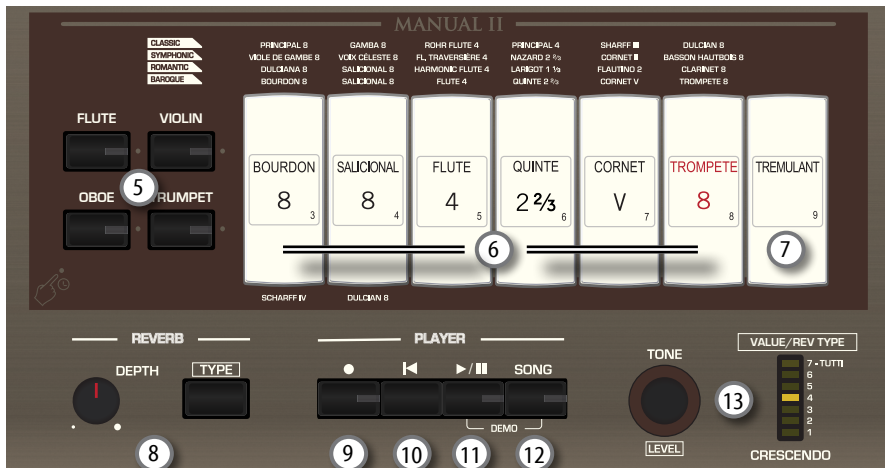 MANUAL II
CLASSIC
SYMPHONIC
ROMANTIC
BAROQUE
PRINCIPAL 8 GAMBA 8 ROHR FLUTE 4 PRINCIPAL 4 SHARFF III DULCIAN 8
VIOLE DE GAMBE 8 VOIX CÉLESTE 8 FL, TRAVERSIÈRE 4 NAZARD 2 ⅔ CORNET II BASSON HAUTBOIS 8
DULCIANA 8 SALICIONAL 8 HARMONIC FLUTE 4 LARIGOT 1 ⅓ FLAUTINO 2 CLARINET 8
BOURDON 8 SALICIONAL 8 FLUTE 4 QUINTE 2 ⅔ CORNET V TROMPETE 8
FLUTE VIOLIN
OBOE TRUMPET
5
BOURDON SALICIONAL FLUTE QUINTE CORNET TROMPETE TREMULANT
8 8 4 2 ⅔ V 8
3 4 5 6 7 8 9
6 7
SCHARFF IV DULCIAN 8
REVERB
DEPTH TYPE
8
PLAYER
SONG
DEMO
9 10 11 12
TONE
LEVEL
13
VALUE/REV TYPE
7 - TUTTI
6
5
4
3
2
1
CRESCENDO